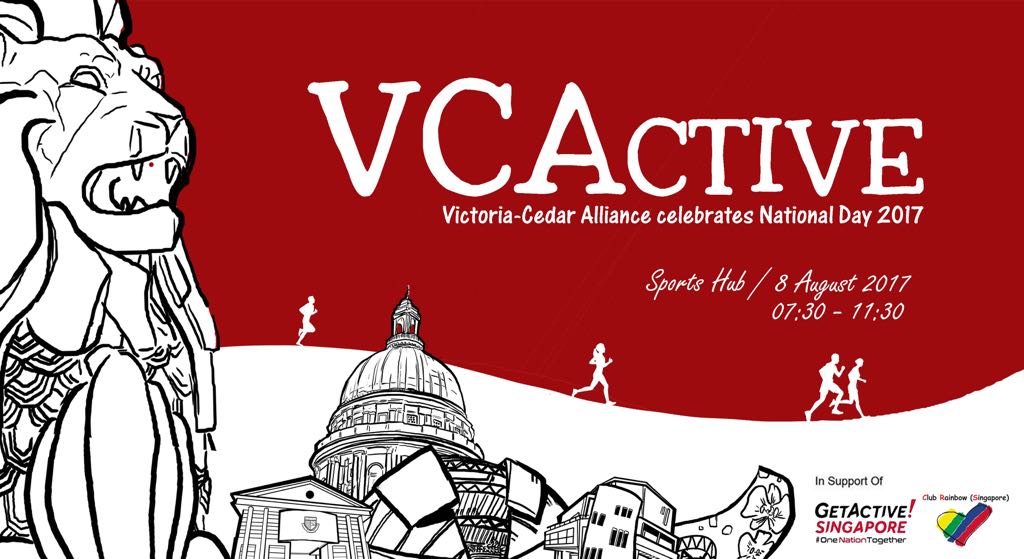 VCACTIVE
Victoria-Cedar Alliance celebrates National Day 2017
Sports Hub / 8 August 2017
07:30 - 11:30
In Support Of
GETACTIVE!
SINGAPORE
#OneNationTogether
Club Rainbow (Singapore)